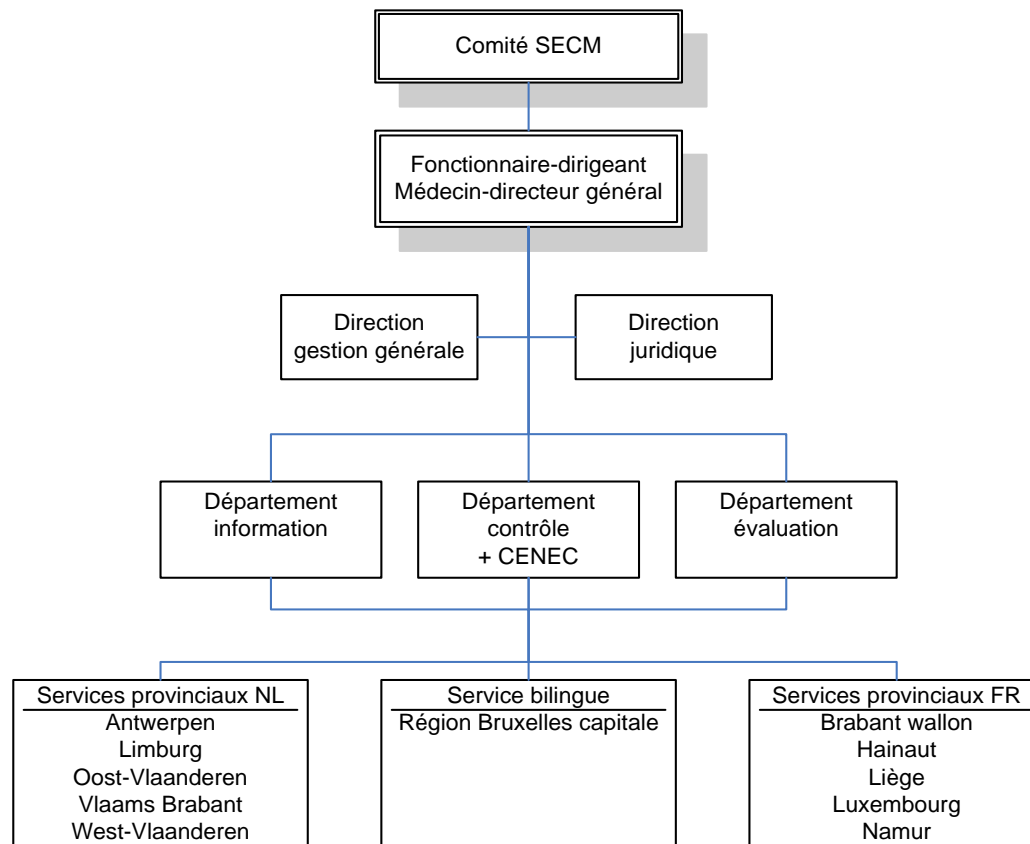 Comité SECM
Fonctionnaire-dirigeant
Médecin-directeur général
Direction
gestion générale
Direction
juridique
Département
information
Département
contrôle
+ CENEC
Département
évaluation
Services provinciaux NL
Antwerpen
Limburg
Oost-Vlaanderen
Vlaams Brabant
West-Vlaanderen
Service bilingue
Région Bruxelles capitale
Services provinciaux FR
Brabant wallon
Hainaut
Liège
Luxembourg
Namur